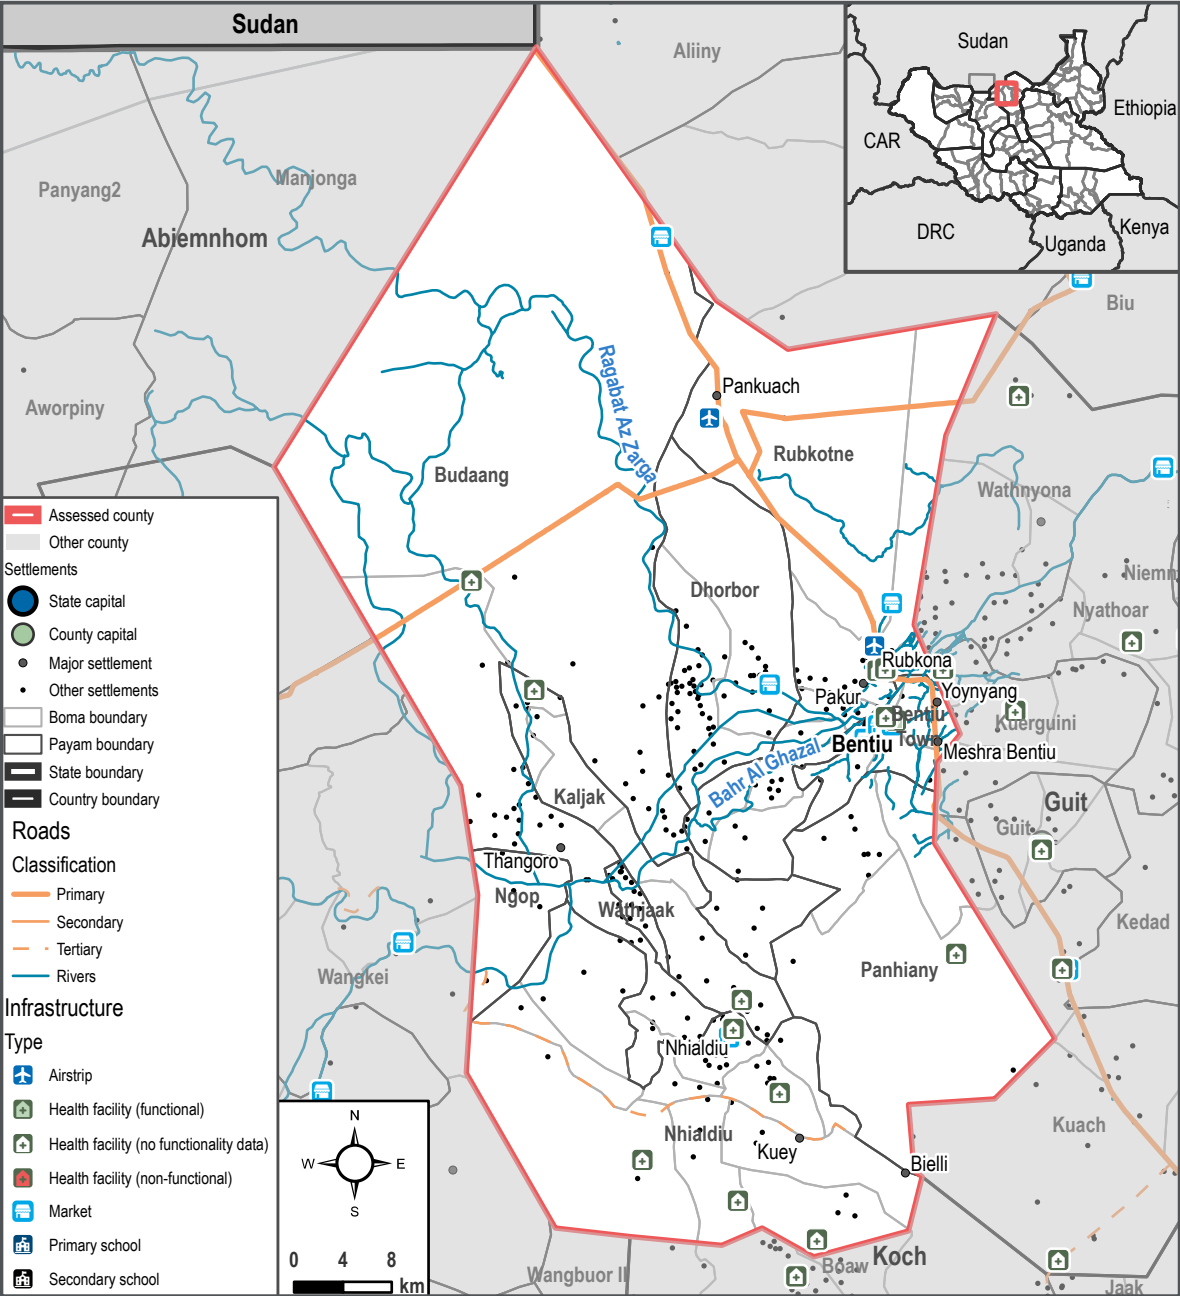 Sudan
Aliiny
Sudan
Ethiopia
CAR
DRC
Uganda
Kenya
Panyang2
Manjonga
Abiemnhom
Biu
Aworpiny
Ragabat Az Zarga
Pankuach
Rubkotne
Budaang
Wathnyona
Dhorbor
Nyathoar
Rubkona
Pakur
Yoynyang
Bentiu
Town
Kuerguini
Bentiu
Meshra Bentiu
Bahr Al Ghazal
Kaljak
Guit
Guit
Thangoro
Ngop
Wathjaak
Kedad
Wangkei
Panhiany
Nhialdiu
Nhialdiu
Kuey
Kuach
Bielli
Koch
Boaw
Wangbuor II
Jaak
Assessed county
Other county
Settlements
State capital
County capital
Major settlement
Other settlements
Boma boundary
Payam boundary
State boundary
Country boundary
Roads
Classification
Primary
Secondary
Tertiary
Rivers
Infrastructure
Type
Airstrip
Health facility (functional)
Health facility (no functionality data)
Health facility (non-functional)
Market
Primary school
Secondary school
N
W E
S
0 4 8
km